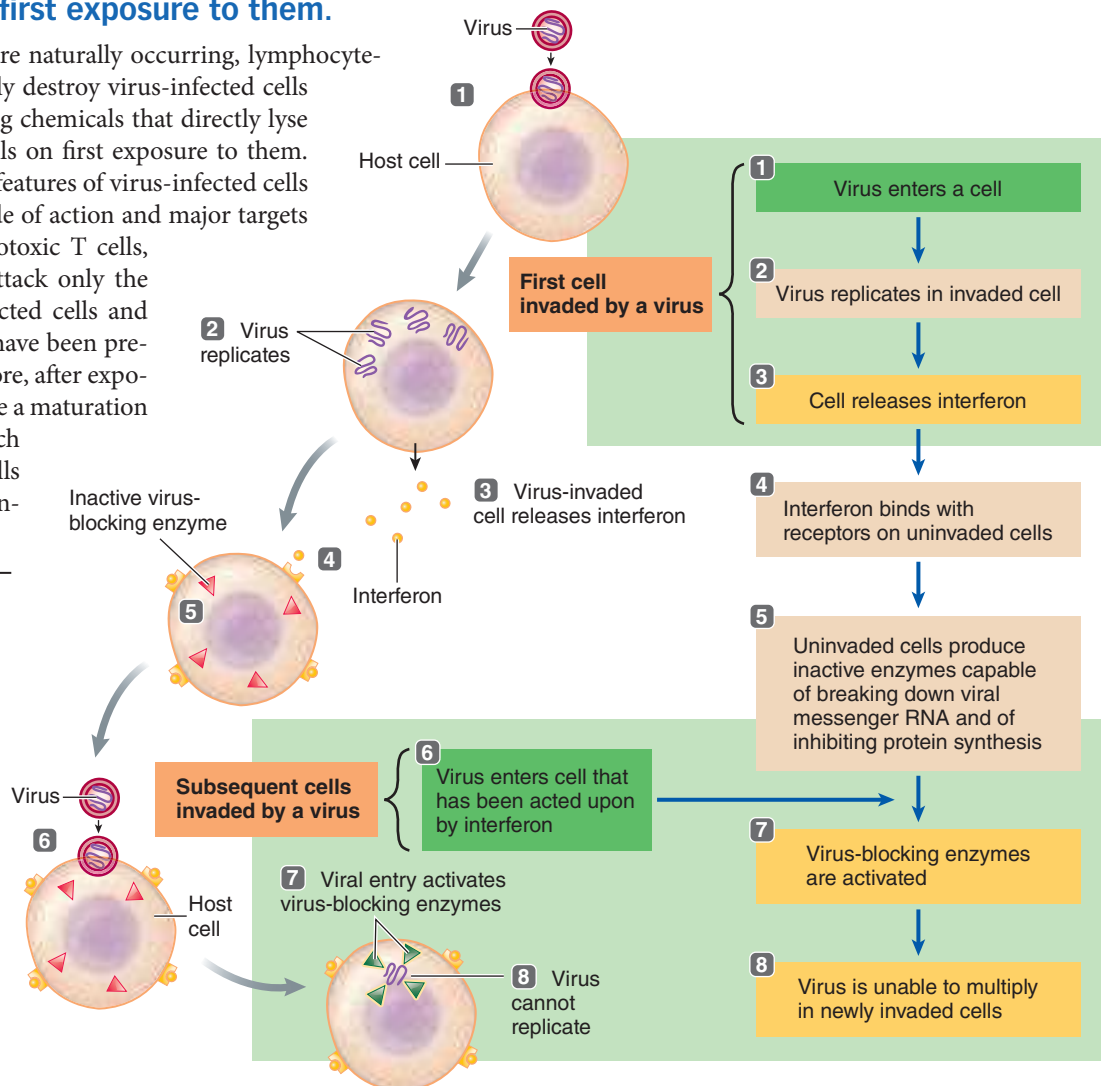 first exposure to them.
re naturally occurring, lymphocyte-
ly destroy virus-infected cells
g chemicals that directly lyse
ls on first exposure to them.
features of virus-infected cells
le of action and major targets
otoxic T cells,
ttack only the
cted cells and
have been pre-
ore, after expo-
e a maturation
ch
lls
n-
Virus
1
Host cell
2 Virus
replicates
3 Virus-invaded
cell releases interferon
Interferon
Inactive virus-
blocking enzyme
4
5
Virus
6
Host
cell
7 Viral entry activates
virus-blocking enzymes
8 Virus
cannot
replicate
First cell
invaded by a virus
1
Virus enters a cell
2
Virus replicates in invaded cell
3
Cell releases interferon
4
Interferon binds with
receptors on uninvaded cells
5
Uninvaded cells produce
inactive enzymes capable
of breaking down viral
messenger RNA and of
inhibiting protein synthesis
Subsequent cells
invaded by a virus
6
Virus enters cell that
has been acted upon
by interferon
7
Virus-blocking enzymes
are activated
8
Virus is unable to multiply
in newly invaded cells